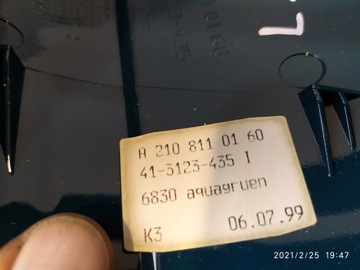 A 210 811 01 60
41-3123-435 I
6830 aquagruen
K3 06.07.99
L
2021/2/25 19:47